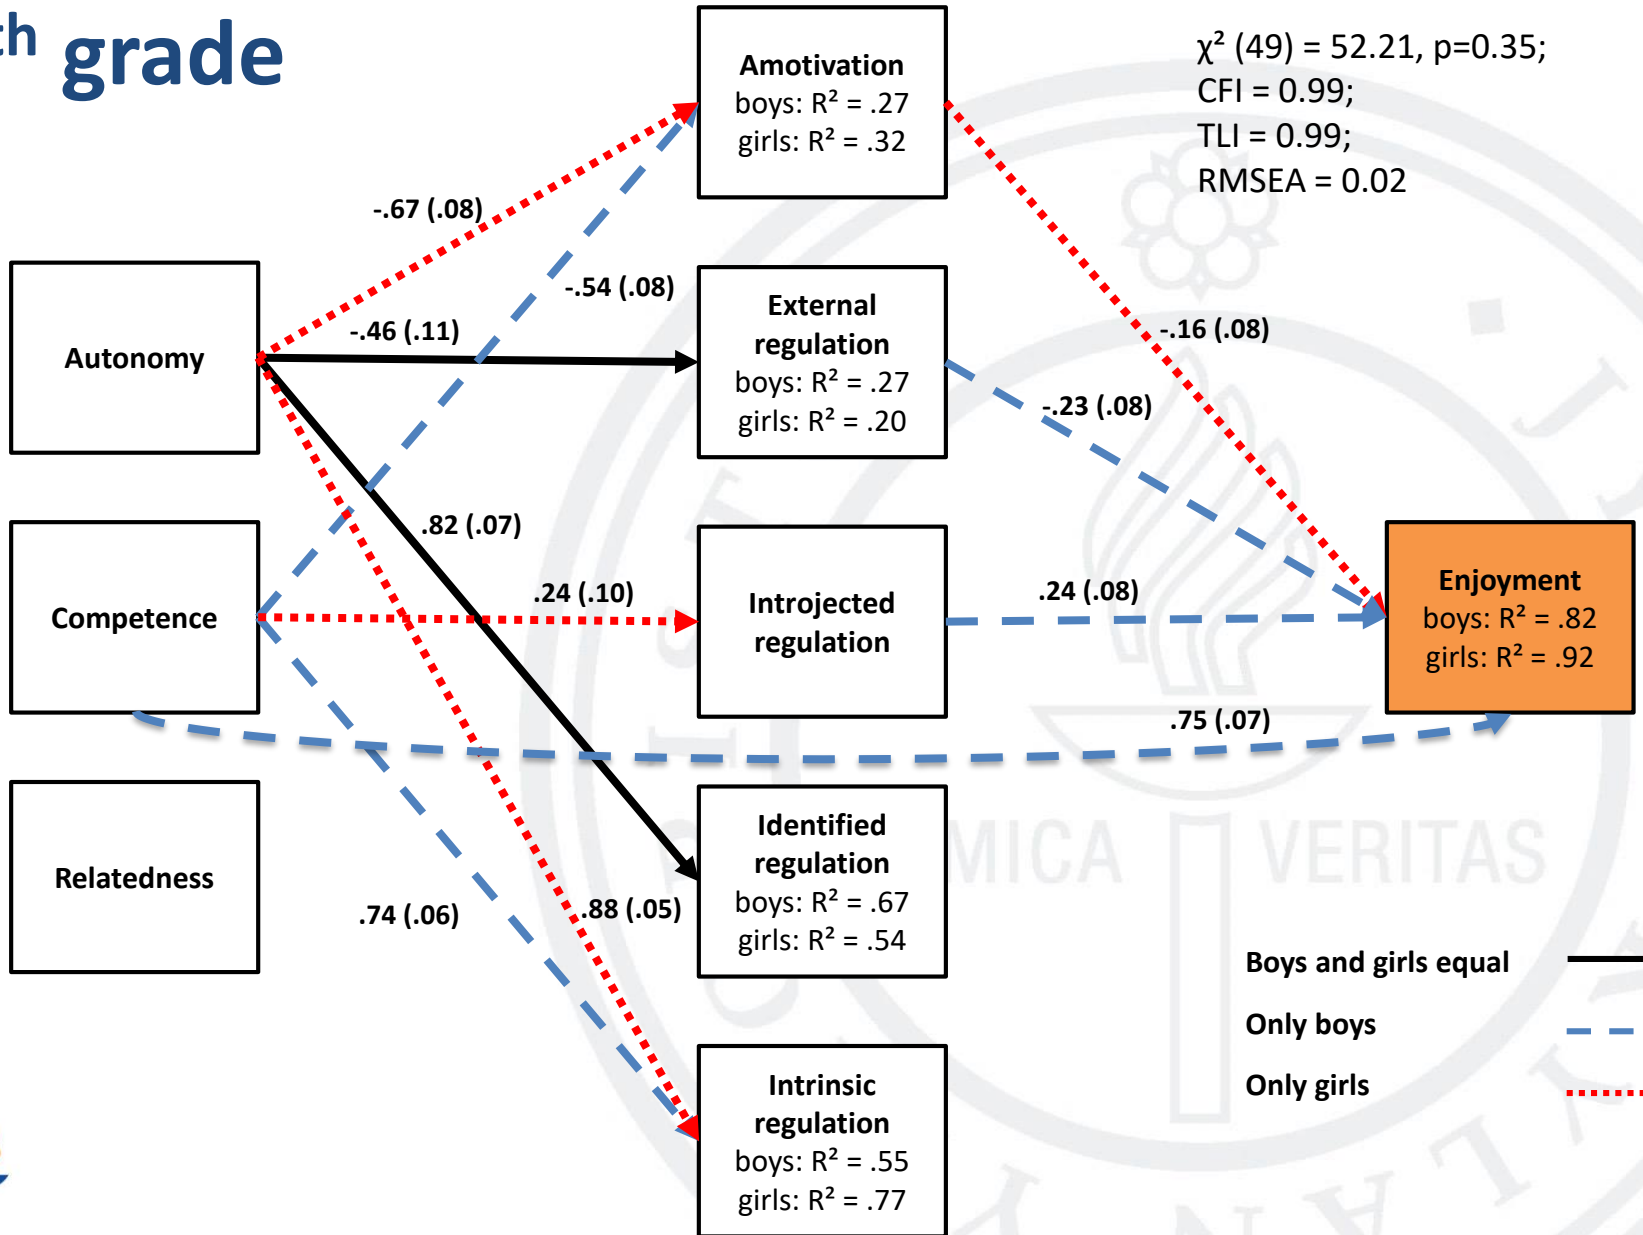 th grade
χ² (49) = 52.21, p=0.35;
CFI = 0.99;
TLI = 0.99;
RMSEA = 0.02
Amotivation
boys: R² = .27
girls: R² = .32
-.67 (.08)
-.54 (.08)
-.46 (.11)
Autonomy
External
regulation
boys: R² = .27
girls: R² = .20
-.16 (.08)
-.23 (.08)
.82 (.07)
Competence
.24 (.10)
Introjected
regulation
.24 (.08)
Enjoyment
boys: R² = .82
girls: R² = .92
.75 (.07)
Relatedness
.74 (.06)
.88 (.05)
Identified
regulation
boys: R² = .67
girls: R² = .54
MICA VERITAS
Intrinsic
regulation
boys: R² = .55
girls: R² = .77
Boys and girls equal
Only boys
Only girls